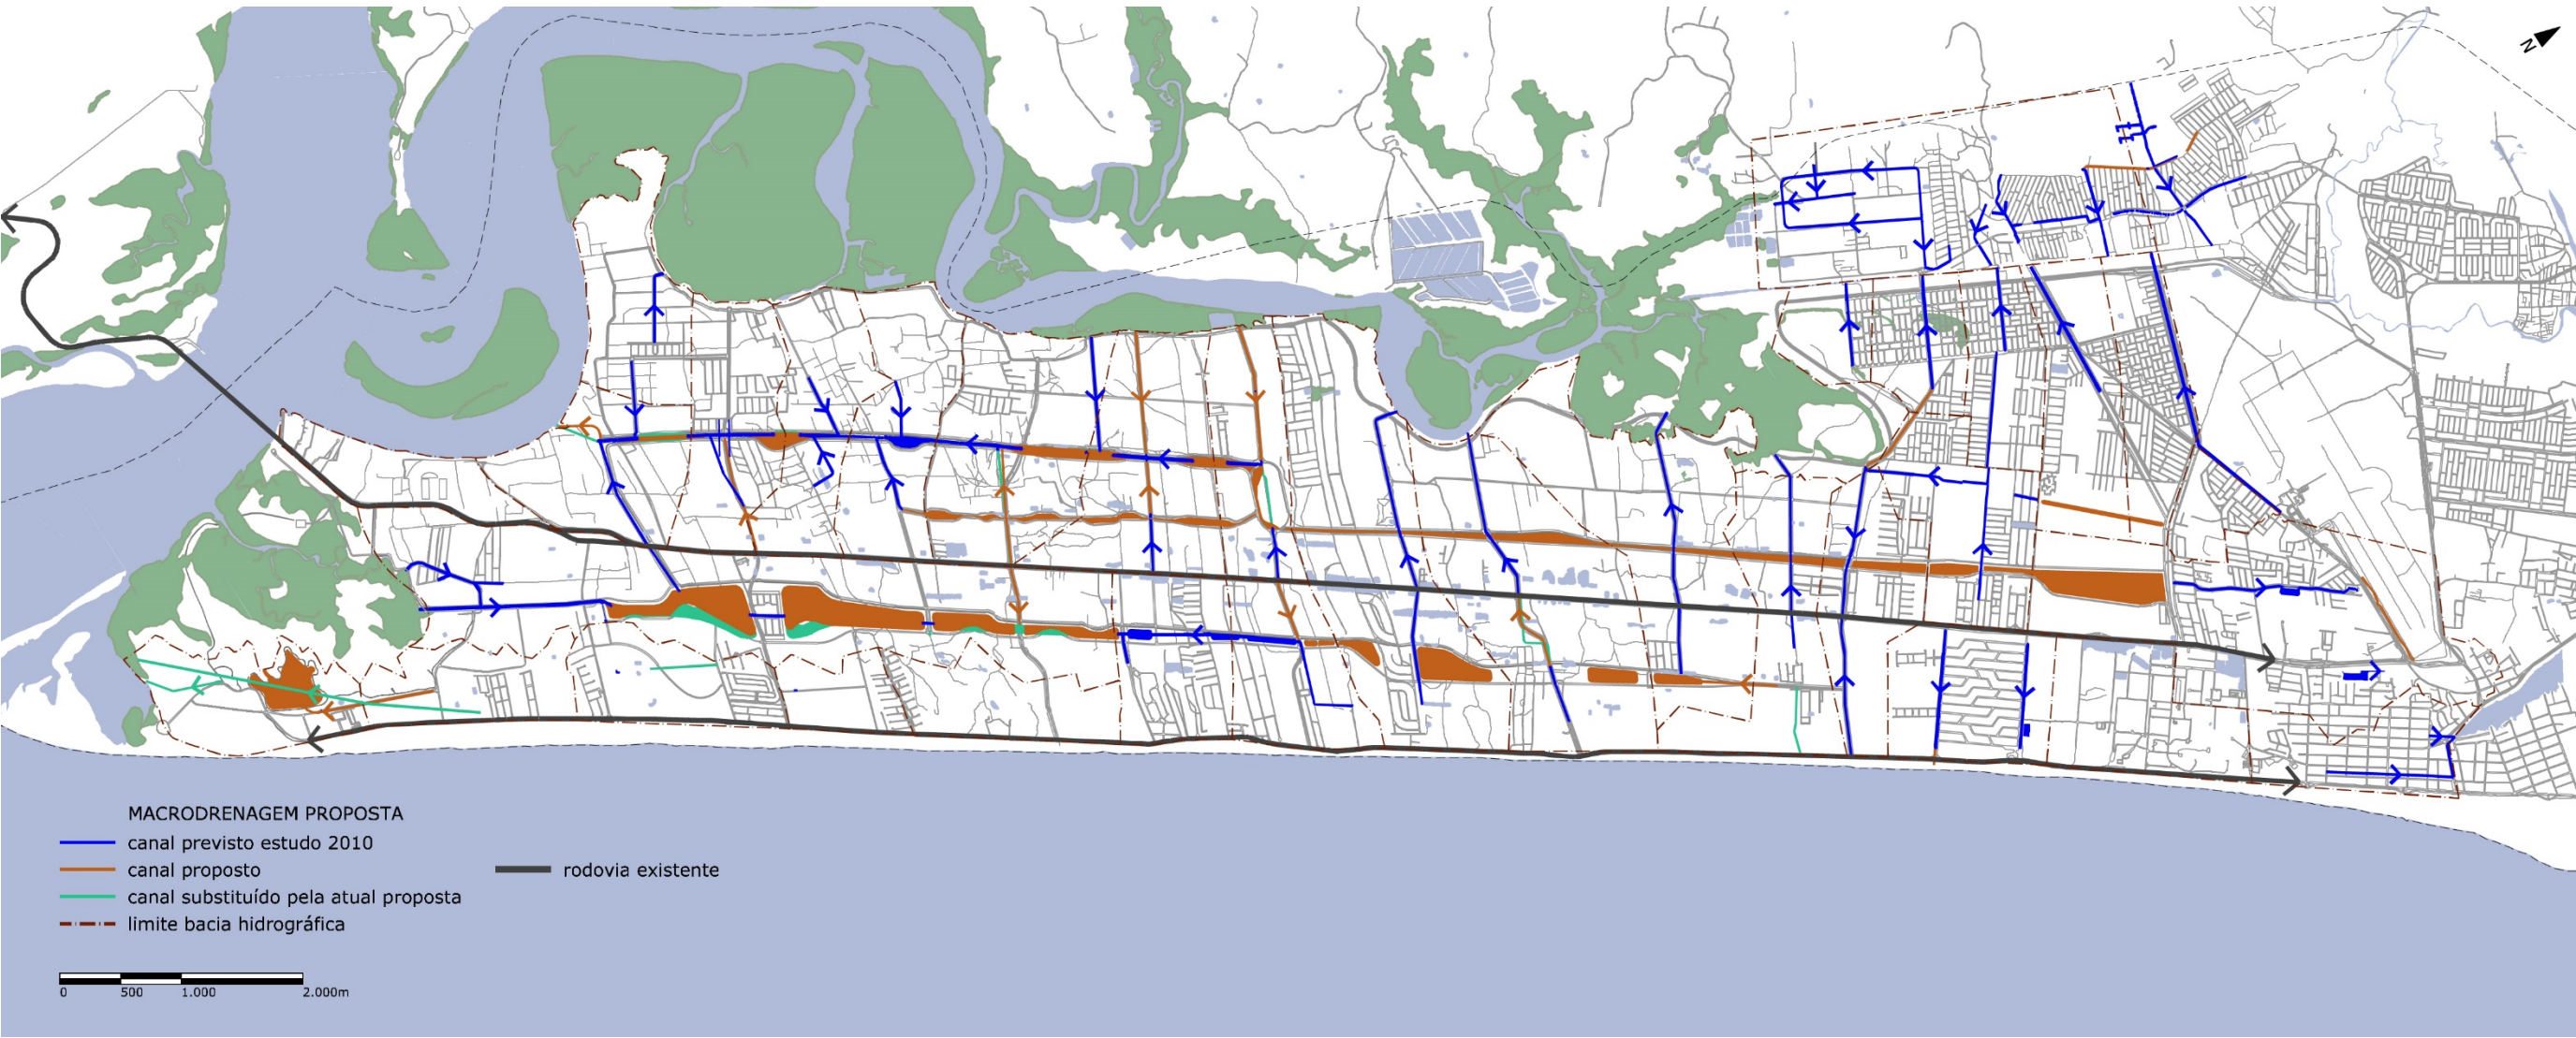 N
MACRODRENAGEM PROPOSTA
canal previsto estudo 2010
canal proposto
rodovia existente
canal substituído pela atual proposta
limite bacia hidrográfica
0 500 1.000 2.000m